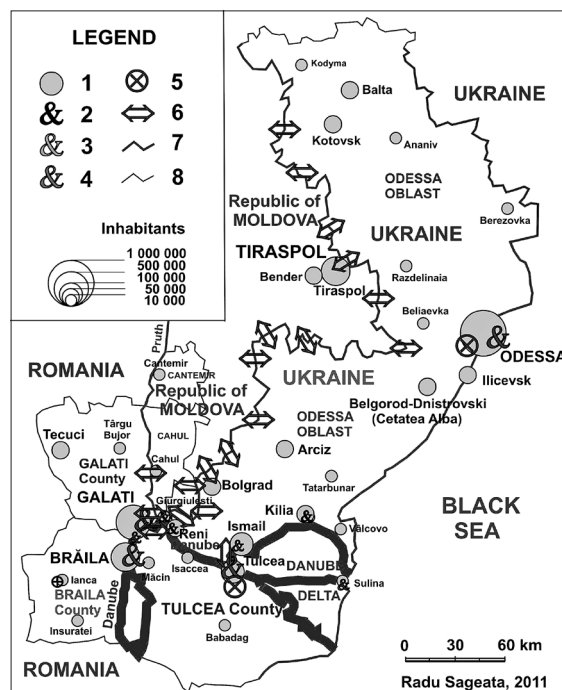 LEGEND
1 5
& 2 6
& 3 7
& 4 8
Inhabitants
1 000 000
500 000
100 000
50 000
10 000
Kodyma
Balta
UKRAINE
Kotovsk
Ananiv
ODESSA
OBLAST
Republic of
MOLDOVA
Berezovka
UKRAINE
TIRASPOL
Bender
Tiraspol
Razdelinaia
Beliaevka
&
ODESSA
Ilicevsk
Pruth
ROMANIA
Cantemir
CANTEMIR
Republic of
MOLDOVA
UKRAINE
Belgorod-Dnistrovski
(Cetatea Alba)
ODESSA
OBLAST
Târgu
Bujor
Tecuci
CAHUL
Cahul
GALATI
County
Arciz
Tatarbunar
Bolgrad
GALATI
Giurgiulesti
BLACK
SEA
Kilia
&
Reni
Ismail
Vâlcovo
Danube
BRĂILA
&
Tulcea
Isaccea
Măcin
DANUBE
DELTA
Sulina
&
Ianca
BRAILA
County
Danube
TULCEA County
Insuratei
Babadag
ROMANIA
0 30 60 km
Radu Sageata, 2011